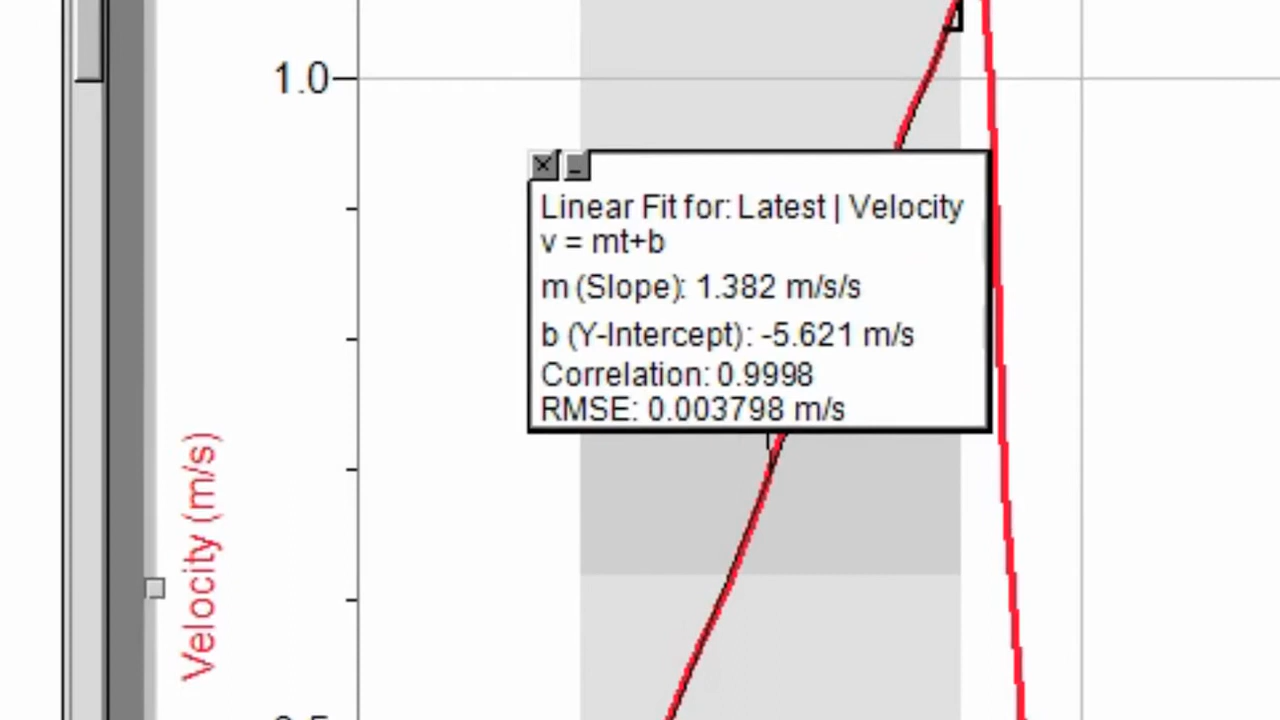 1.0
Linear Fit for: Latest | Velocity
v = mt+b
m (Slope): 1.382 m/s/s
b (Y-Intercept): -5.621 m/s
Correlation: 0.9998
RMSE: 0.003798 m/s
Velocity (m/s)